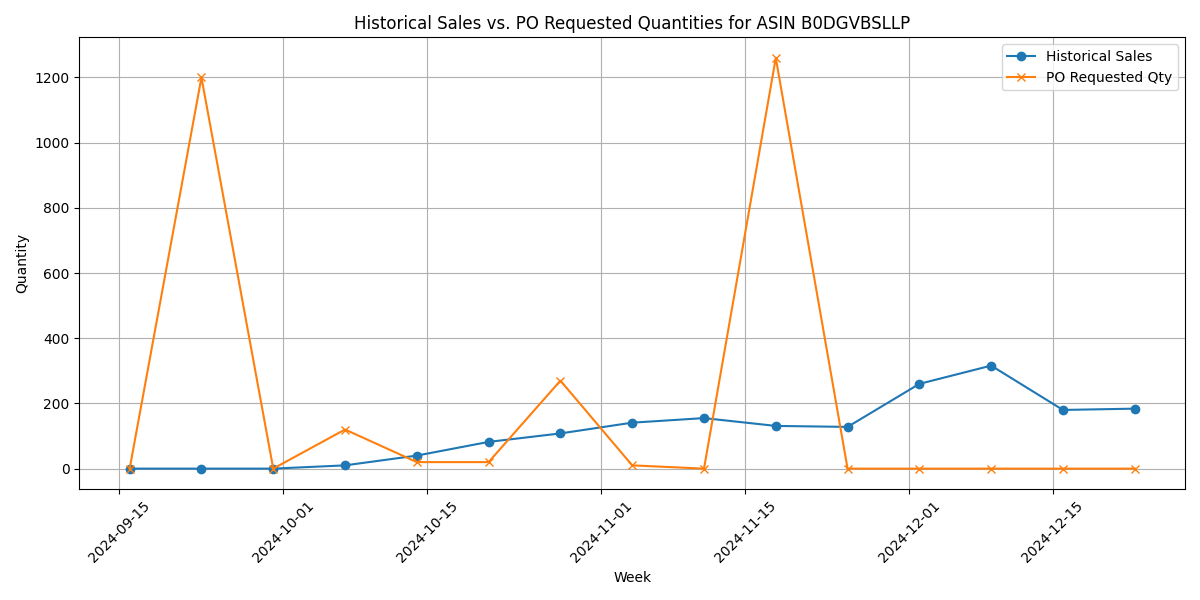 Historical Sales vs. PO Requested Quantities for ASIN B0DGVBSLLP
Historical Sales
PO Requested Qty
1200
1000
800
600
400
200
0
Quantity
2024-09-15
2024-10-01
2024-10-15
2024-11-01
2024-11-15
2024-12-01
2024-12-15
Week